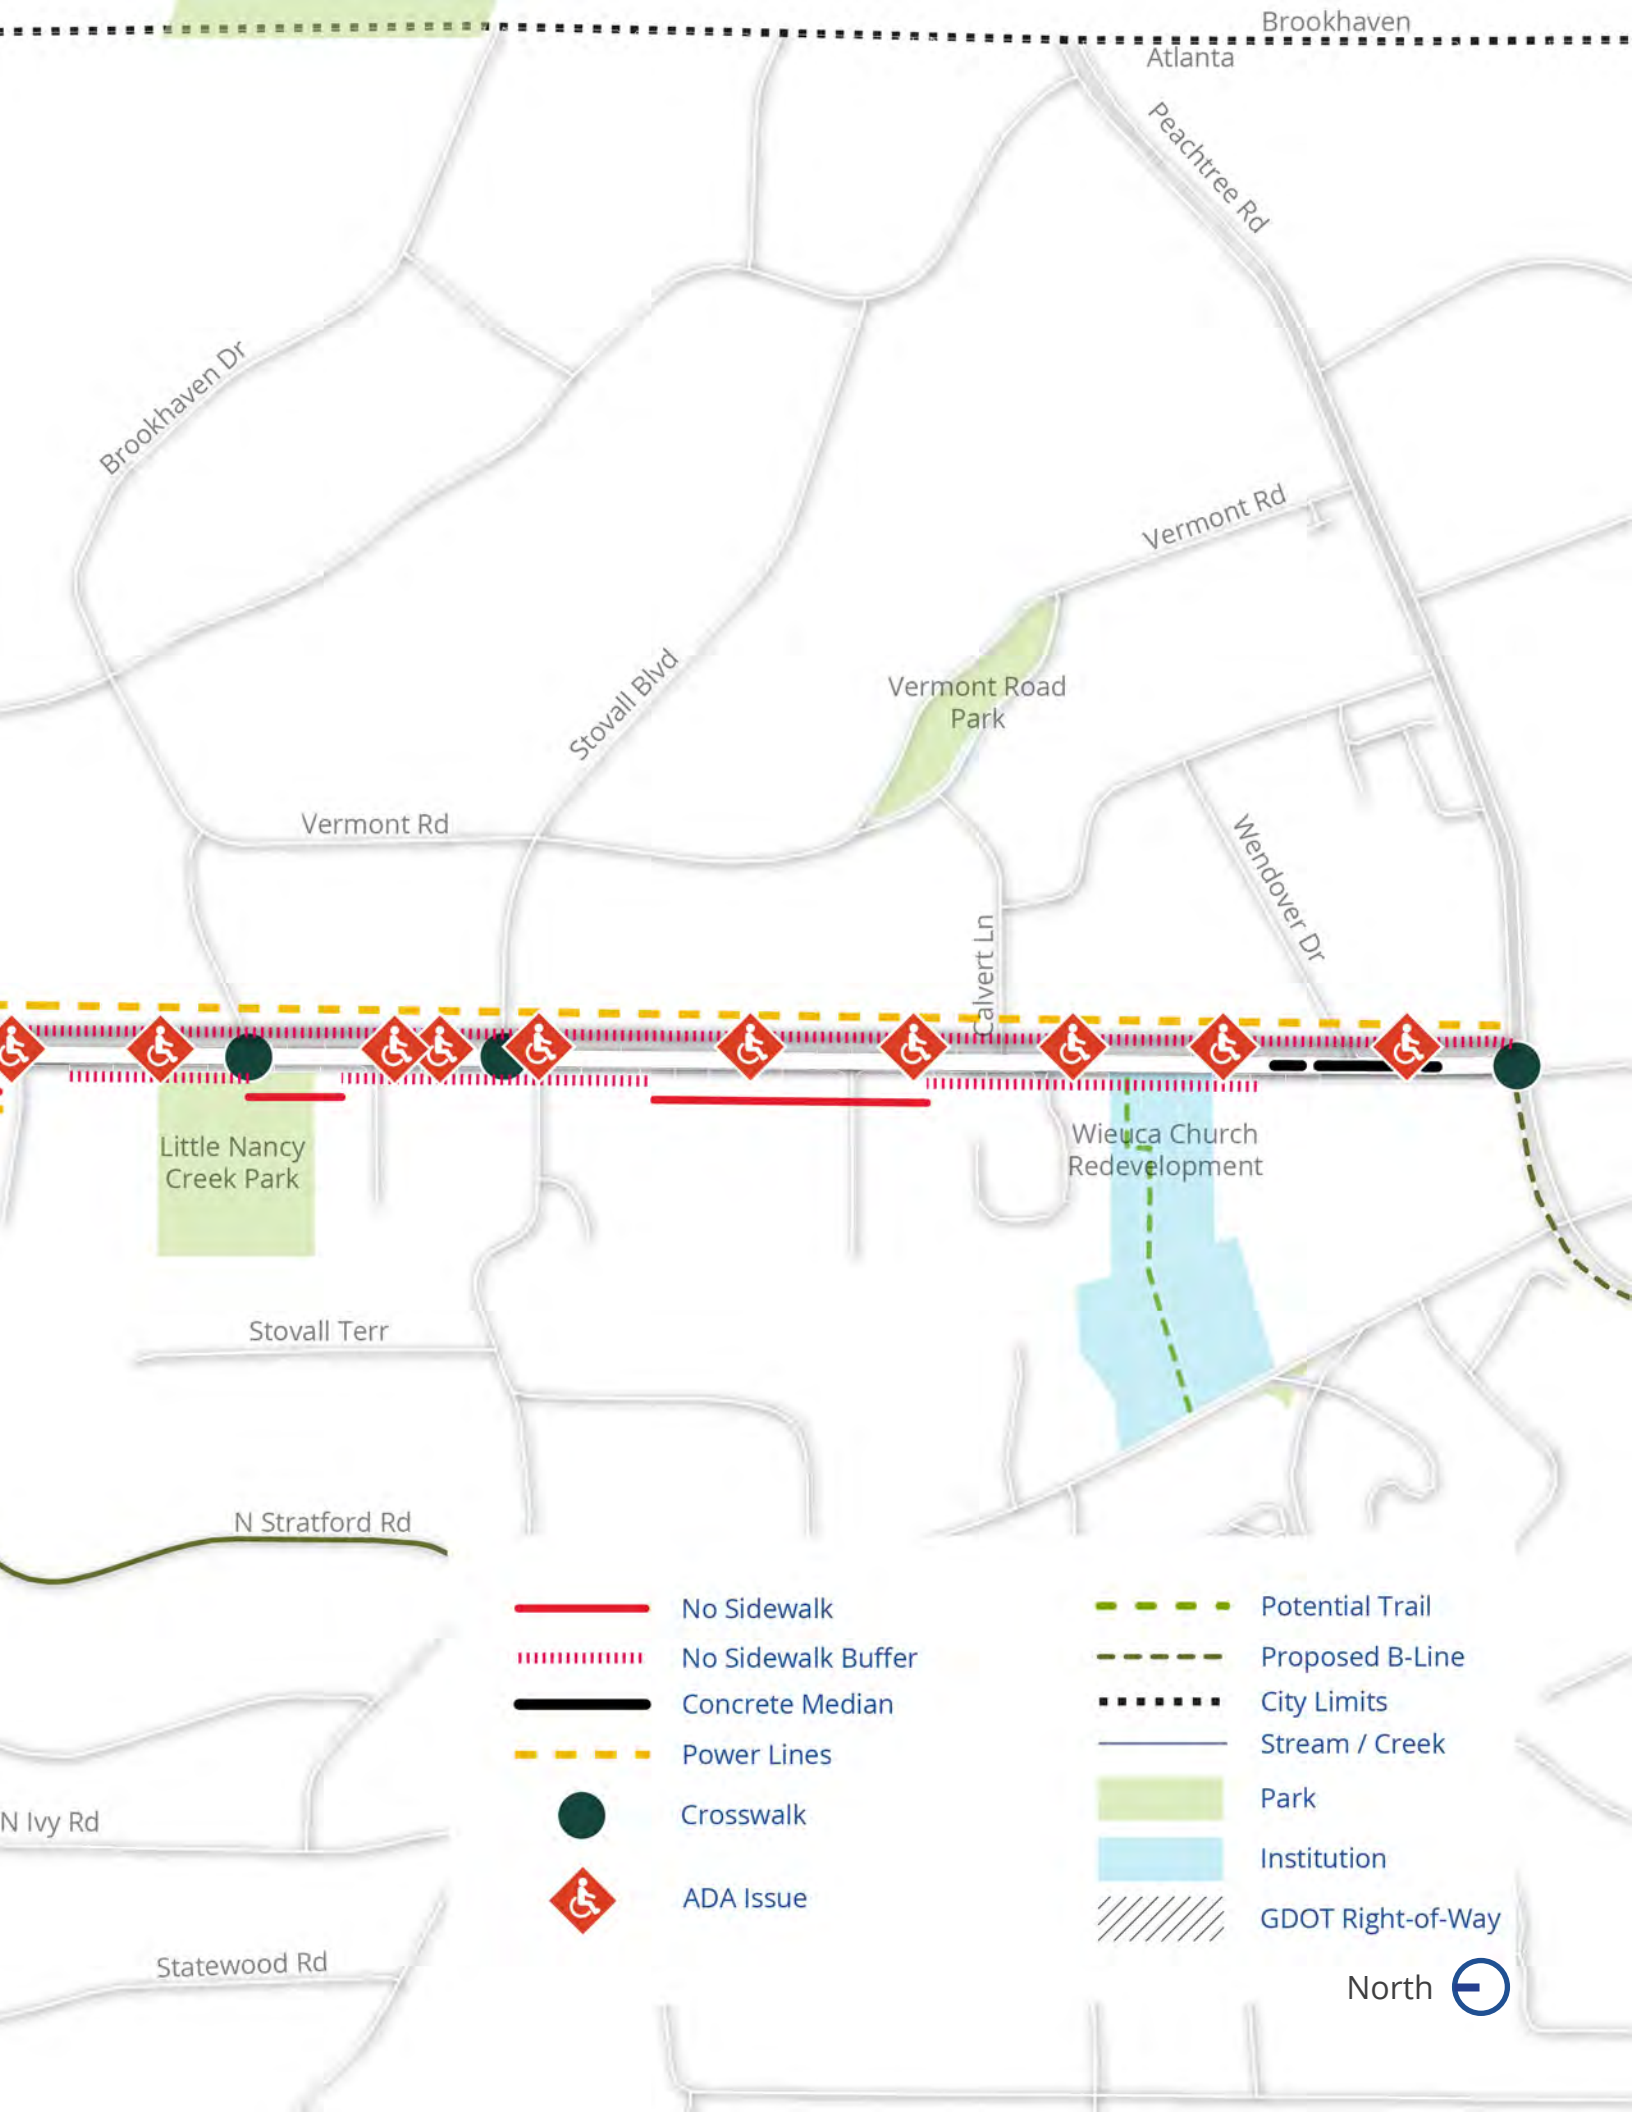 Brookhaven
Atlanta
Peachtree Rd
Brookhaven Dr
Vermont Rd
Stovall Blvd
Vermont Road
Park
Vermont Rd
Wendover Dr
Calvert Ln
Little Nancy
Creek Park
Wieuca Church
Redevelopment
Stovall Terr
N Stratford Rd
No Sidewalk
No Sidewalk Buffer
Concrete Median
Power Lines
Crosswalk
ADA Issue
Potential Trail
Proposed B-Line
City Limits
Stream / Creek
Park
Institution
GDOT Right-of-Way
N Ivy Rd
Statewood Rd
North